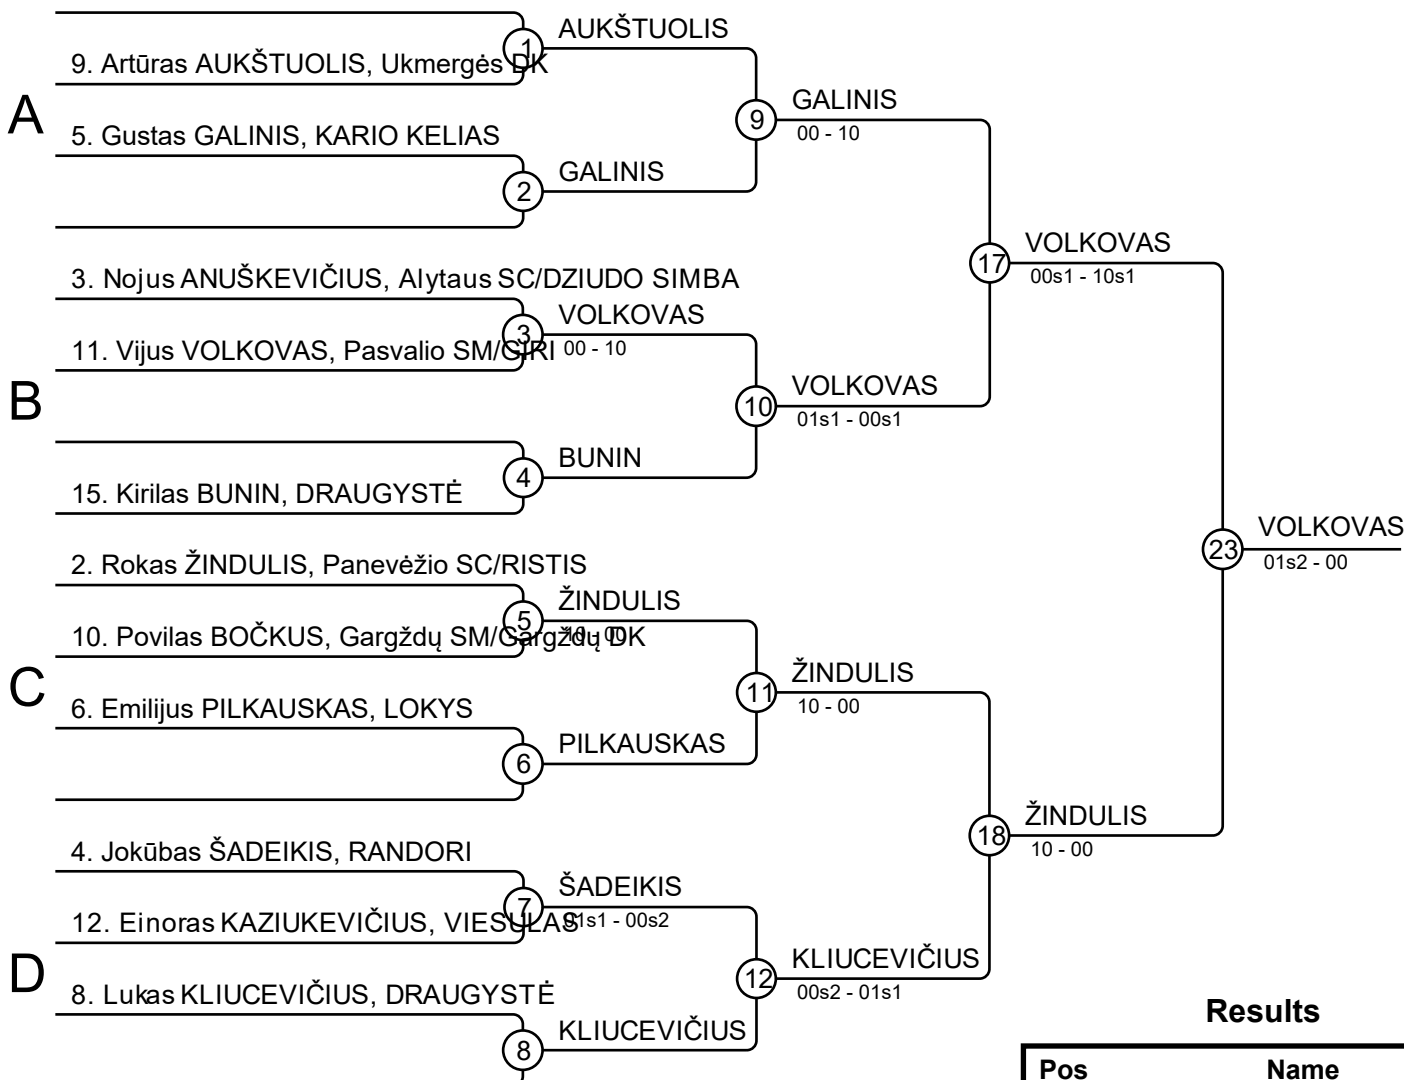 AUKŠTUOLIS
1
9. Artūras AUKŠTUOLIS, Ukmergės DK
A
GALINIS
9
00 - 10
5. Gustas GALINIS, KARIO KELIAS
GALINIS
2
VOLKOVAS
17
00s1 - 10s1
3. Nojus ANUŠKEVIČIUS, Alytaus SC/DZIUDO SIMBA
VOLKOVAS
3
00 - 10
11. Vijus VOLKOVAS, Pasvalio SM/GIRI
B
VOLKOVAS
10
01s1 - 00s1
BUNIN
4
15. Kirilas BUNIN, DRAUGYSTĖ
VOLKOVAS
23
01s2 - 00
2. Rokas ŽINDULIS, Panevėžio SC/RISTIS
ŽINDULIS
5
10 - 00
10. Povilas BOČKUS, Gargždų SM/Gargždų DK
C
ŽINDULIS
11
10 - 00
6. Emilijus PILKAUSKAS, LOKYS
PILKAUSKAS
6
ŽINDULIS
18
10 - 00
4. Jokūbas ŠADEIKIS, RANDORI
ŠADEIKIS
7
01s1 - 00s2
12. Einoras KAZIUKEVIČIUS, VIESULAS
D
KLIUCEVIČIUS
12
00s2 - 01s1
8. Lukas KLIUCEVIČIUS, DRAUGYSTĖ
KLIUCEVIČIUS
8
Results
Pos Name